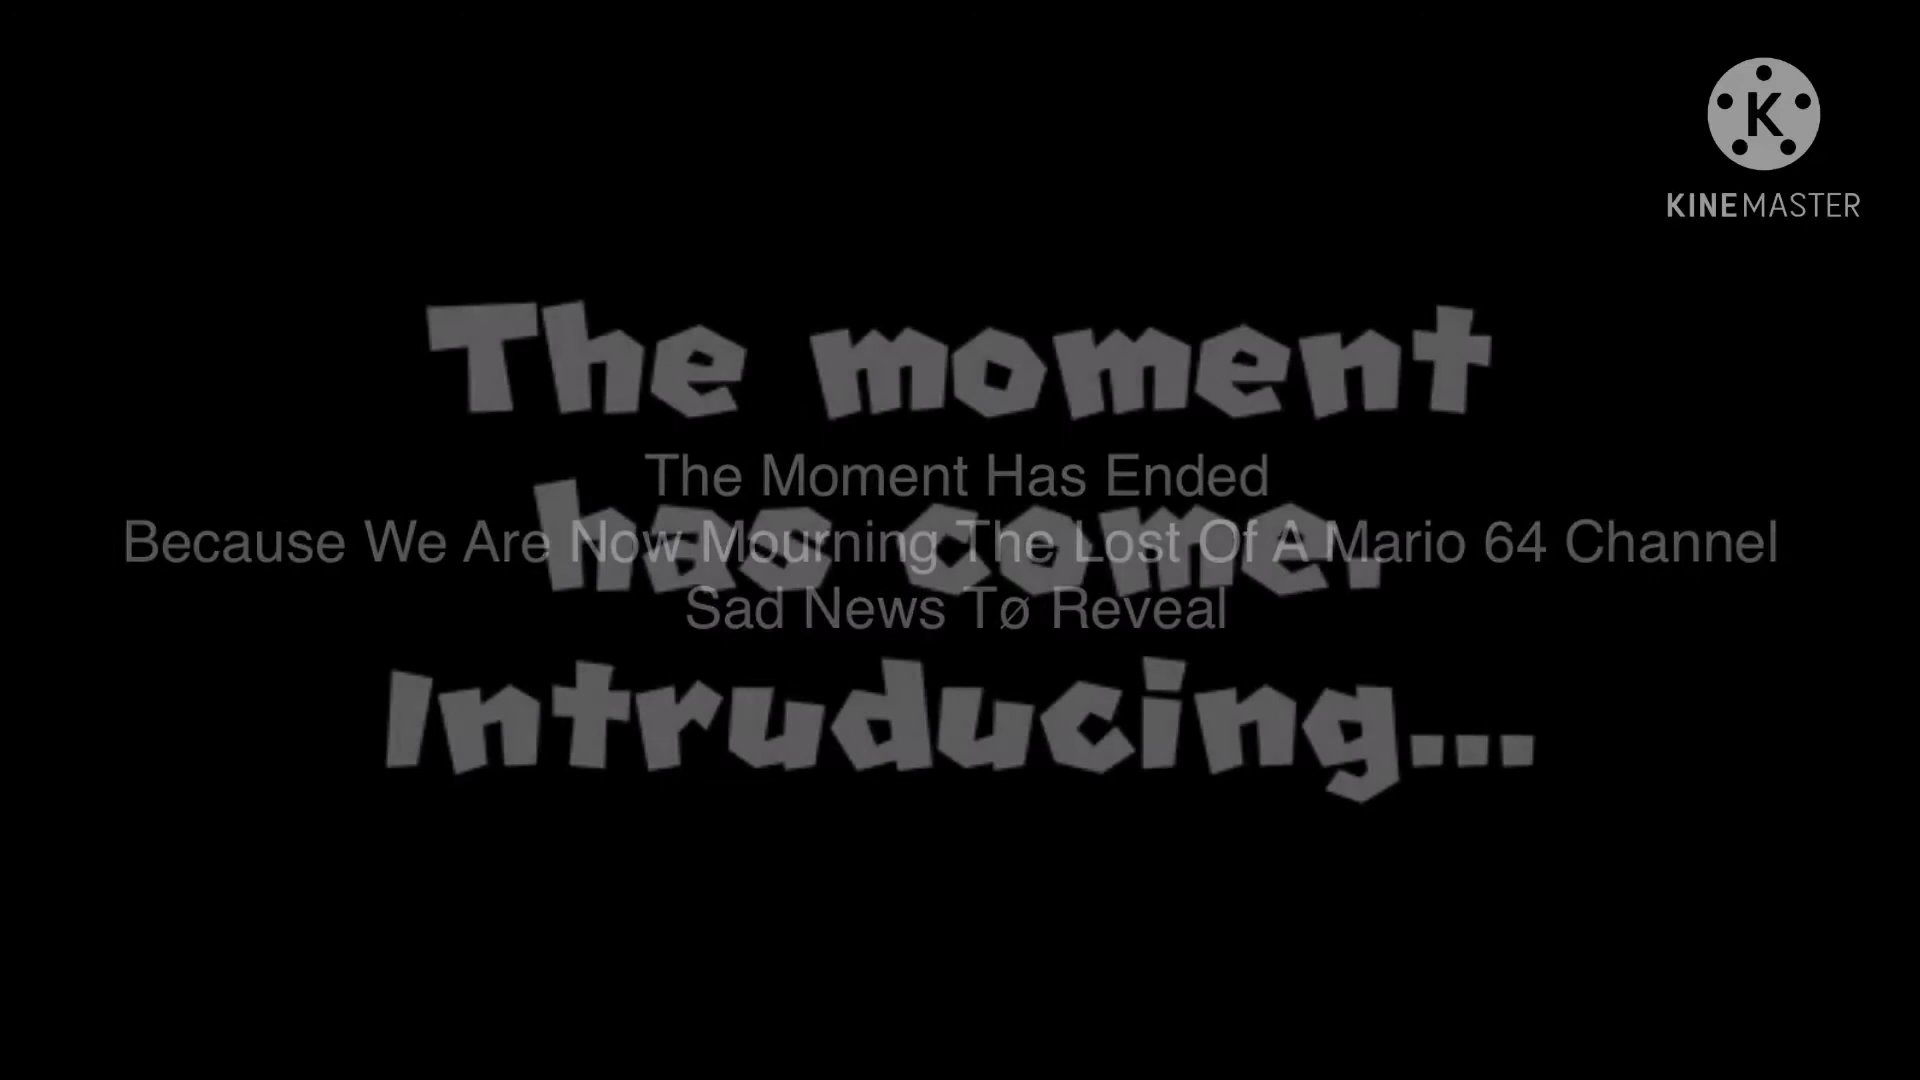 K
KINEMASTER
The moment
The Moment Has Ended
has come.
Because We Are Now Mourning The Lost Of A Mario 64 Channel
Sad News Tø Reveal
Intruducing...